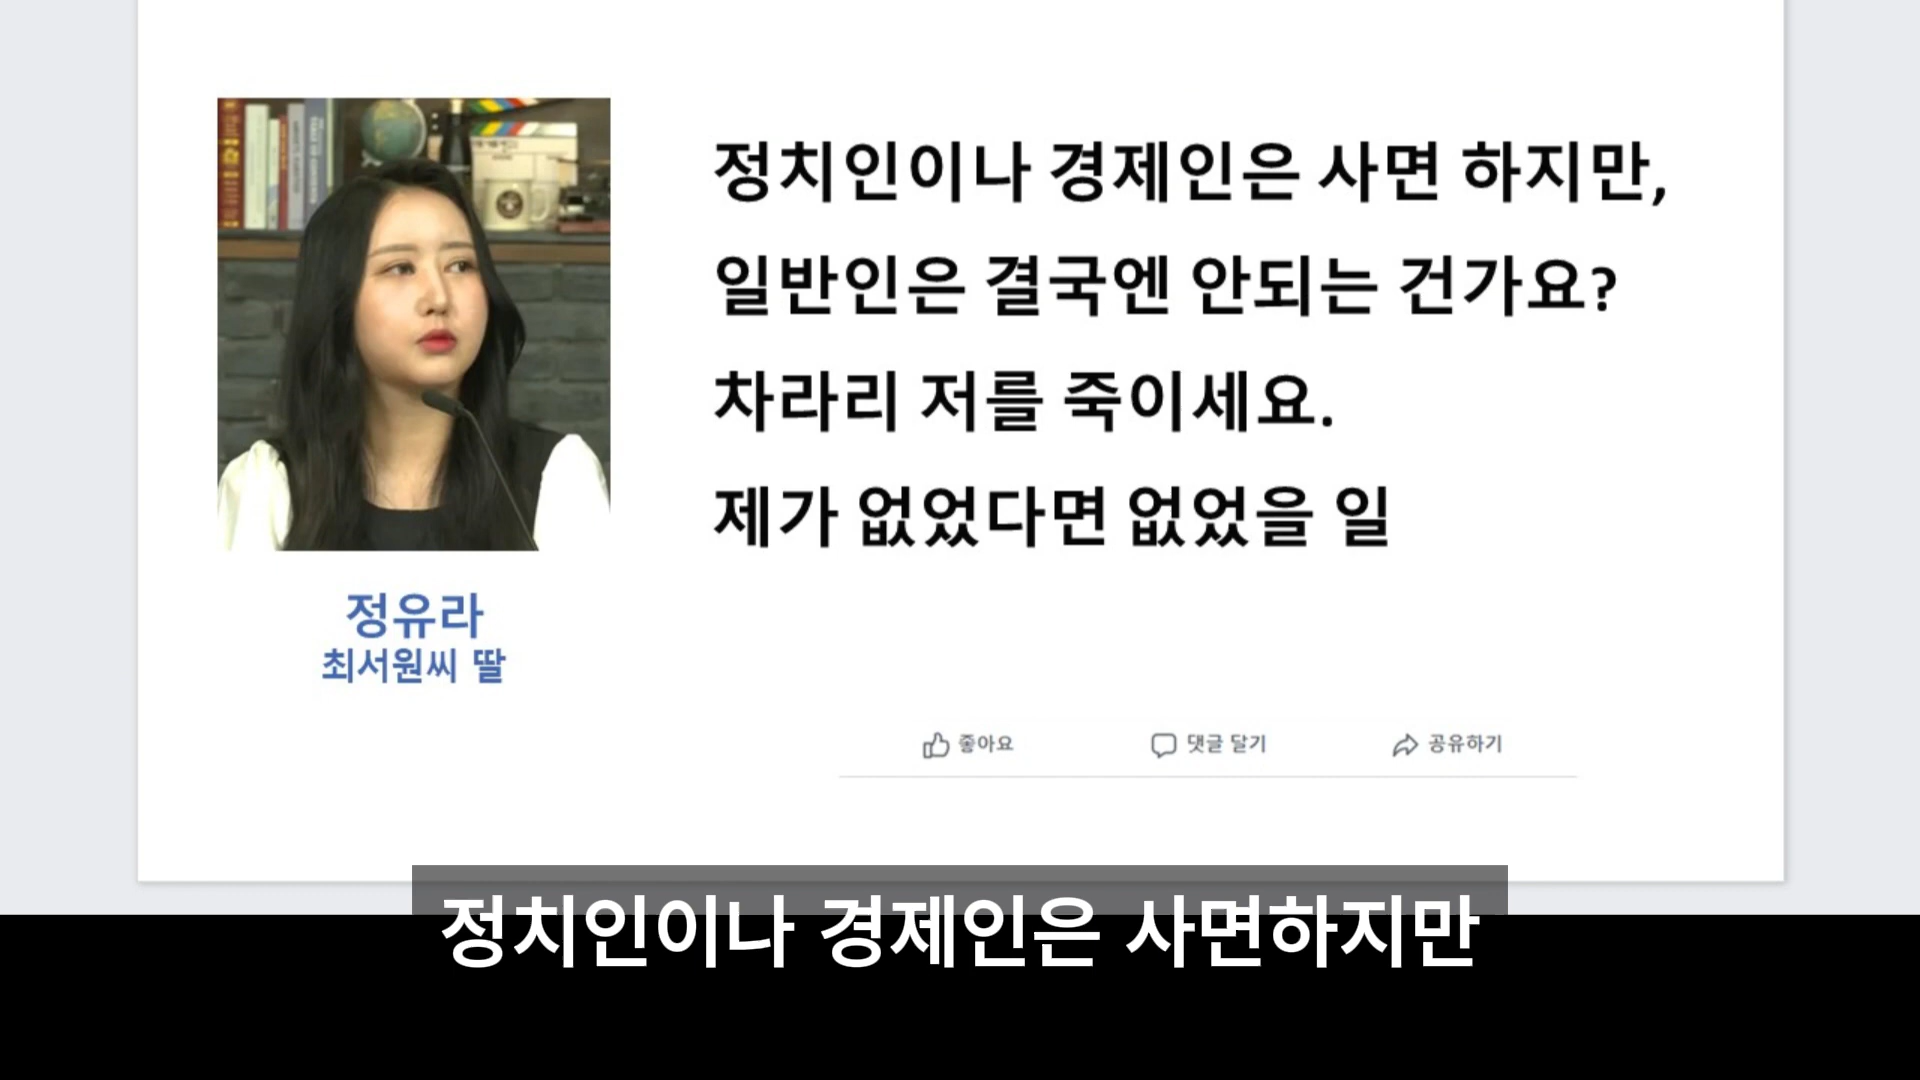 정치인이나 경제인은 사면 하지만,
일반인은 결국엔 안되는 건가요?
차라리 저를 죽이세요.
제가 없었다면 없었을 일
정유라
최서원씨 딸
좋아요
댓글 달기
공유하기
정치인이나 경제인은 사면하지만